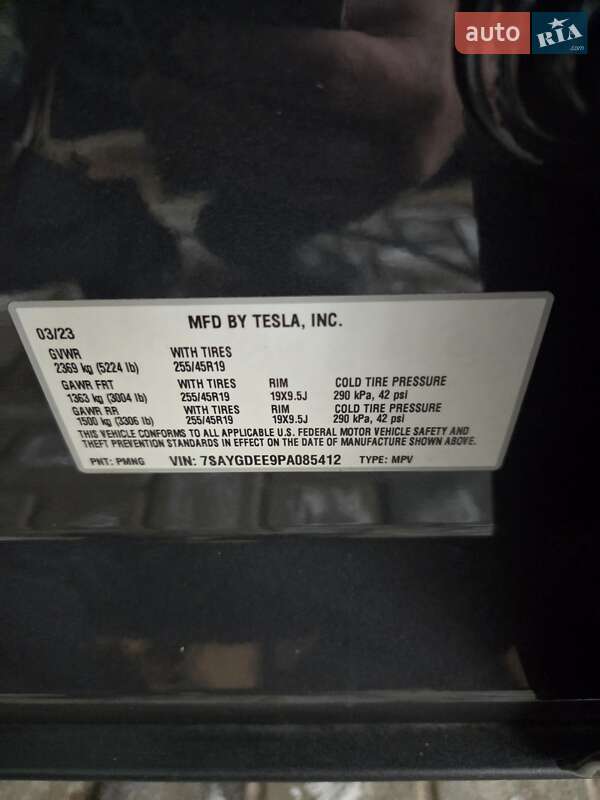 auto RIA.com
03/23 MFD BY TESLA, INC.
GVWR WITH TIRES
2369 kg (5224 lb) 255/45R19
GAWR FRT WITH TIRES RIM COLD TIRE PRESSURE
1363 kg (3004 lb) 255/45R19 19X9.5J 290 kPa, 42 psi
GAWR RR WITH TIRES RIM COLD TIRE PRESSURE
1500 kg (3306 lb) 255/45R19 19X9.5J 290 kPa, 42 psi
THIS VEHICLE CONFORMS TO ALL APPLICABLE U.S. FEDERAL MOTOR VEHICLE SAFETY AND
THEFT PREVENTION STANDARDS IN EFFECT ON THE DATE OF MANUFACTURE SHOWN ABOVE.
PNT: PMNG VIN: 7SAYGDEE9PA085412 TYPE: MPV